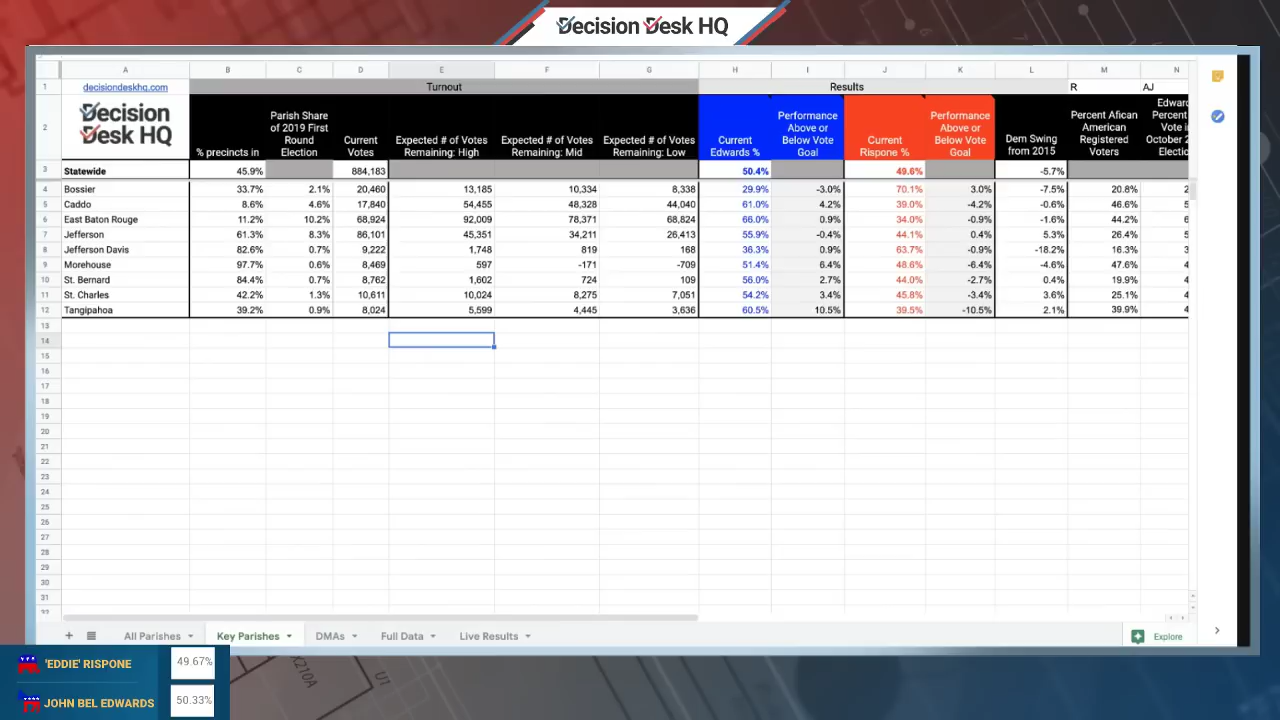 Decision Desk HQ
A B C D E F G H I J K L M N
1 decisiondeskhq.com Turnout Results R AJ
2 Decision Desk HQ % precincts in Parish Share of 2019 First Round Election Current Votes Expected # of Votes Remaining: High Expected # of Votes Remaining: Mid Expected # of Votes Remaining: Low Current Edwards % Performance Above or Below Vote Goal Current Rispone % Performance Above or Below Vote Goal Dem Swing from 2015 Percent Afican American Registered Voters Edwar Percent Vote i October 2 Electio
3 Statewide 45.9% 884,183 50.4% 49.6% -5.7%
4 Bossier 33.7% 2.1% 20,460 13,185 10,334 8,338 29.9% -3.0% 70.1% 3.0% -7.5% 20.8% 2
5 Caddo 8.6% 4.6% 17,840 54,455 48,328 44,040 61.0% 4.2% 39.0% -4.2% -0.6% 46.6% 5
6 East Baton Rouge 11.2% 10.2% 68,924 92,009 78,371 68,824 66.0% 0.9% 34.0% -0.9% -1.6% 44.2% 6
7 Jefferson 61.3% 8.3% 86,101 45,351 34,211 26,413 55.9% -0.4% 44.1% 0.4% 5.3% 26.4% 4
8 Jefferson Davis 82.6% 0.7% 9,222 1,748 819 168 36.3% 0.9% 63.7% -0.9% -18.2% 16.3% 3
9 Morehouse 97.7% 0.6% 8,469 597 -171 -709 51.4% 6.4% 48.6% -6.4% -4.6% 47.6% 4
10 St. Bernard 84.4% 0.7% 8,762 1,602 724 109 56.0% 2.7% 44.0% -2.7% 0.4% 19.9% 4
11 St. Charles 42.2% 1.3% 10,611 10,024 8,275 7,051 54.2% 3.4% 45.8% -3.4% 3.6% 25.1% 4
12 Tangipahoa 39.2% 0.9% 8,024 5,599 4,445 3,636 60.5% 10.5% 39.5% -10.5% 2.1% 39.9% 4
13
14
15
16
17
18
19
20
21
22
23
24
25
26
27
28
29
30
31
+ All Parishes Key Parishes DMAs Full Data Live Results Explore
'EDDIE' RISPONE 49.67%
JOHN BEL EDWARDS 50.33%
X210A
U1